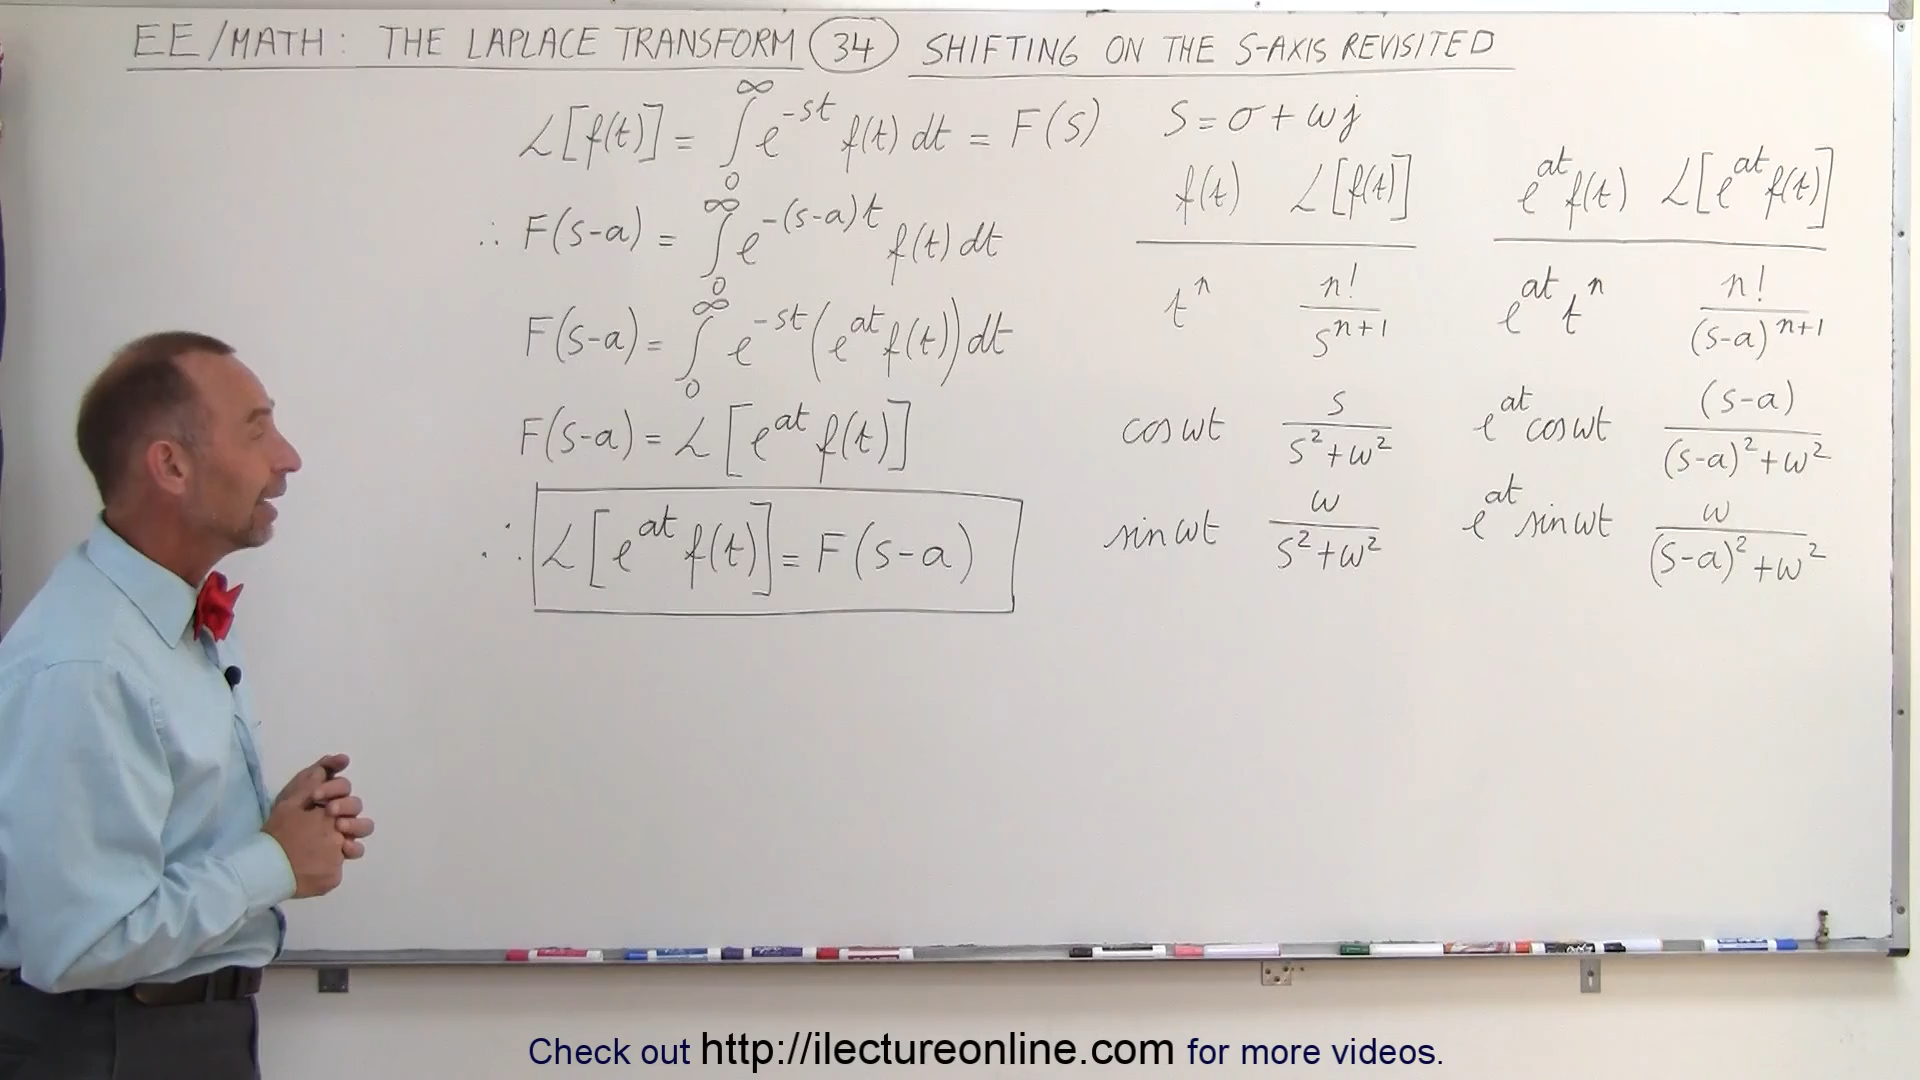 EE/MATH: THE LAPLACE TRANSFORM 34 SHIFTING ON THE S-AXIS REVISITED
ℒ[f(t)] = ∫₀^∞ e^{-st} f(t) dt = F(s)
∴ F(s-a) = ∫₀^∞ e^{-(s-a)t} f(t) dt
F(s-a) = ∫₀^∞ e^{-st} (e^{at} f(t)) dt
F(s-a) = ℒ[e^{at} f(t)]
∴ ℒ[e^{at} f(t)] = F(s-a)
S = σ + ωj
f(t) ℒ[f(t)] e^{at} f(t) ℒ[e^{at} f(t)]
t^n n!/s^{n+1} e^{at} t^n n!/(s-a)^{n+1}
cos ωt s/(s²+ω²) e^{at} cos ωt (s-a)/((s-a)²+ω²)
sin ωt ω/(s²+ω²) e^{at} sin ωt ω/((s-a)²+ω²)
Check out http://ilectureonline.com for more videos.